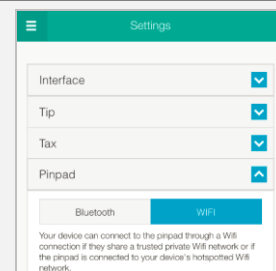 Settings
Interface
Tip
Tax
Pinpad
Bluetooth
WIFI
Your device can connect to the pinpad through a Wifi
connection if they share a trusted private Wifi network or if
the pinpad is connected to your device's hotspotted Wifi
network.